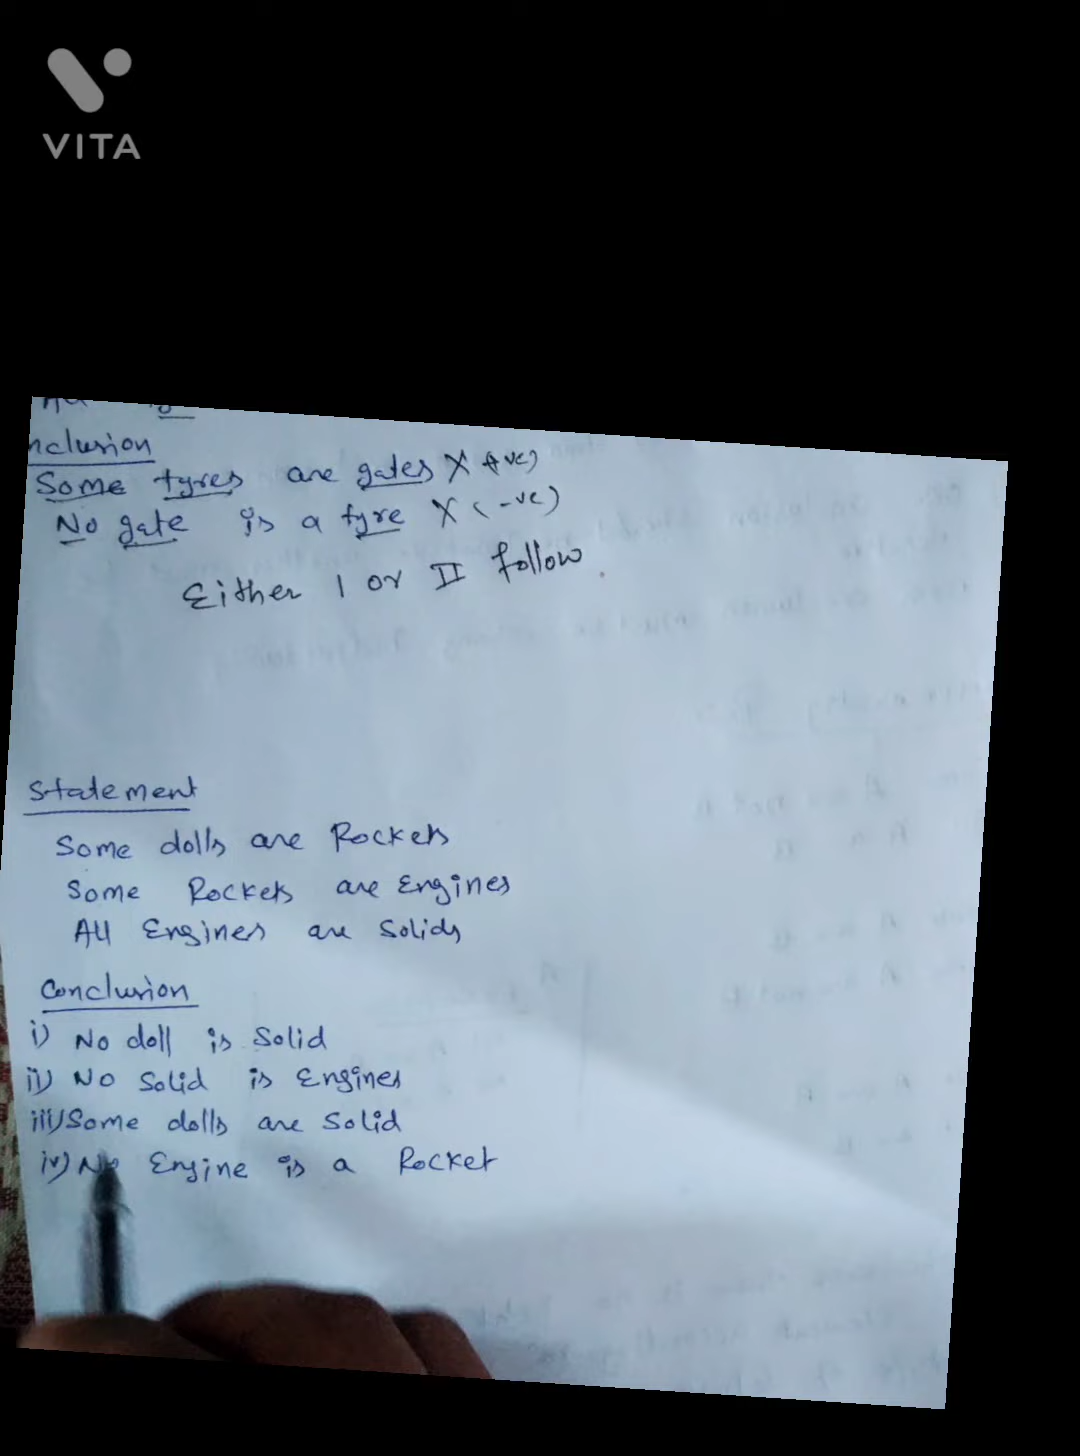 VITA
nclusion
Some tyres are gates X +ve)
No gate is a tyre X (-ve)
Either I or II follow.
Statement
Some dolls are Rockets
Some Rockets are Engines
All Engines are Solids
Conclusion
i) No doll is Solid
ii) No Solid is Engines
iii) Some dolls are Solid
iv) No Engine is a Rocket